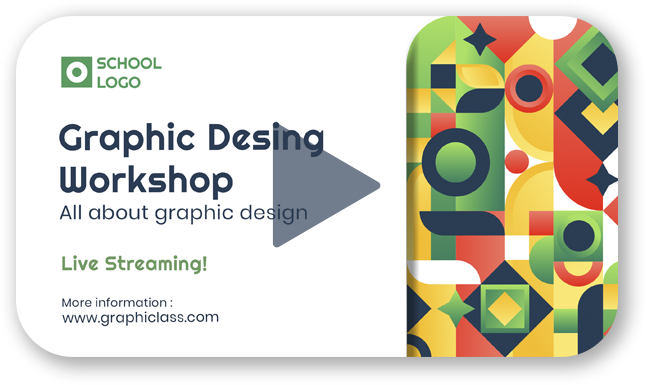 SCHOOL
LOGO
Graphic Desing
Workshop
All about graphic design
Live Streaming!
More information :
www.graphiclass.com